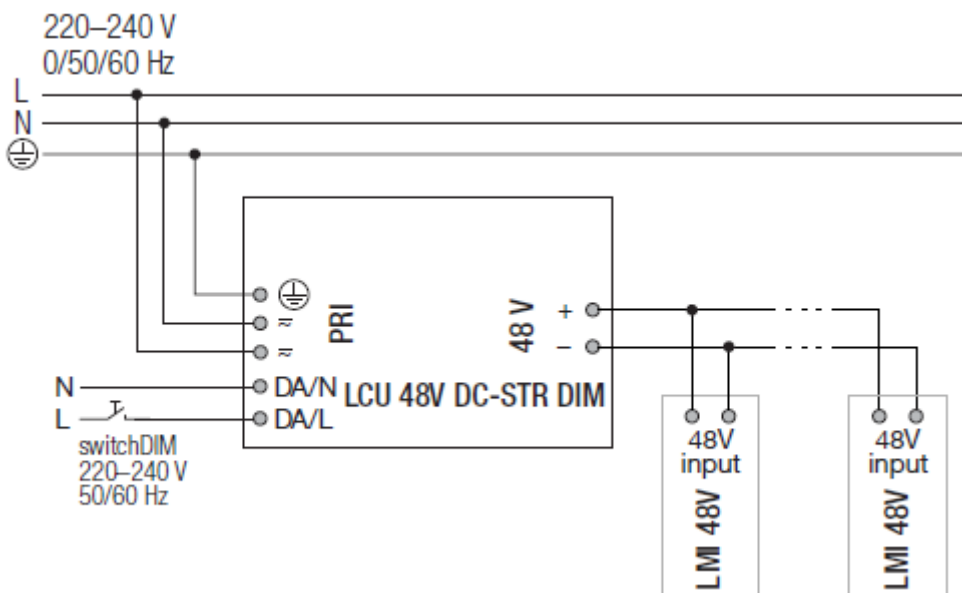 220–240 V
0/50/60 Hz
L
N
PRI
≂
≂
48 V
+
−
N
DA/N
LCU 48V DC-STR DIM
L
DA/L
switchDIM
220–240 V
50/60 Hz
48V
input
LMI 48V
48V
input
LMI 48V